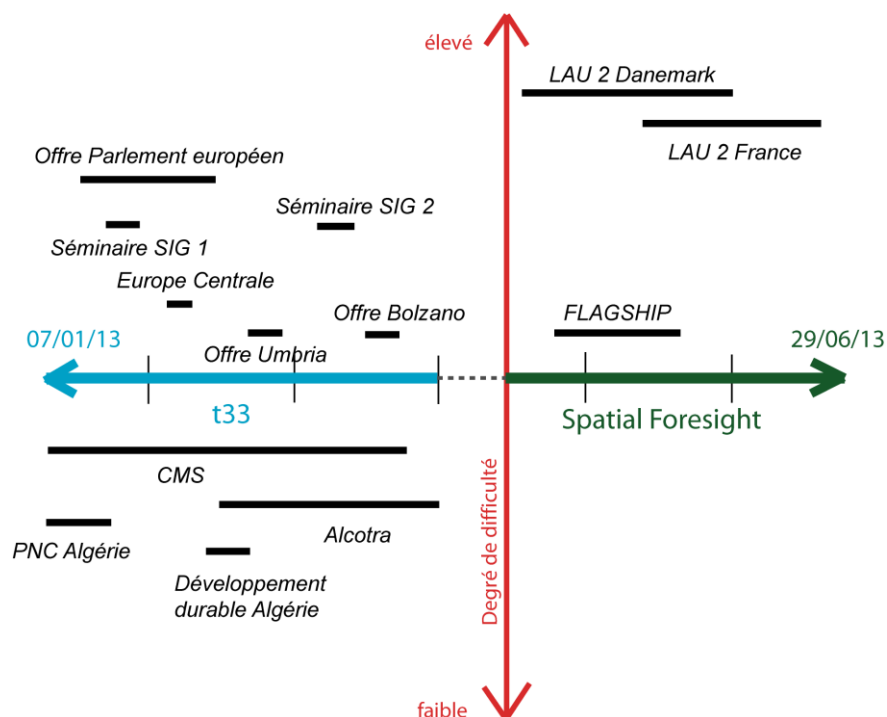 élevé
LAU 2 Danemark
LAU 2 France
Offre Parlement européen
Séminaire SIG 2
Séminaire SIG 1
Europe Centrale
Offre Bolzano
FLAGSHIP
07/01/13
Offre Umbria
29/06/13
t33
Spatial Foresight
CMS
Alcotra
PNC Algérie
Développement
durable Algérie
Degré de difficulté
faible